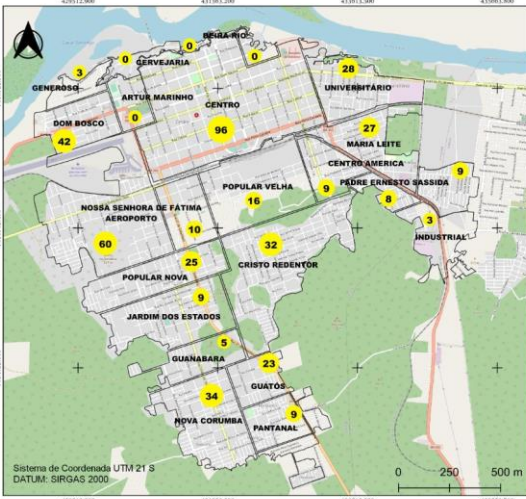 BEIRA RIO
0
0
0
CERVEJARIA
3
GENEROSO
28
UNIVERSITÁRIO
ARTUR MARINHO
CENTRO
0
DOM BOSCO
42
96
27
MARIA LEITE
CENTRO AMERICA
9
PADRE ERNESTO SASSIDA
POPULAR VELHA
16
9
8
NOSSA SENHORA DE FÁTIMA
AEROPORTO
10
3
INDUSTRIAL
60
32
CRISTO REDENTOR
25
POPULAR NOVA
9
JARDIM DOS ESTADOS
5
GUANABARA
23
GUATÓS
34
9
NOVA CORUMBA
PANTANAL
Sistema de Coordenada UTM 21 S
DATUM: SIRGAS 2000
0 250 500 m